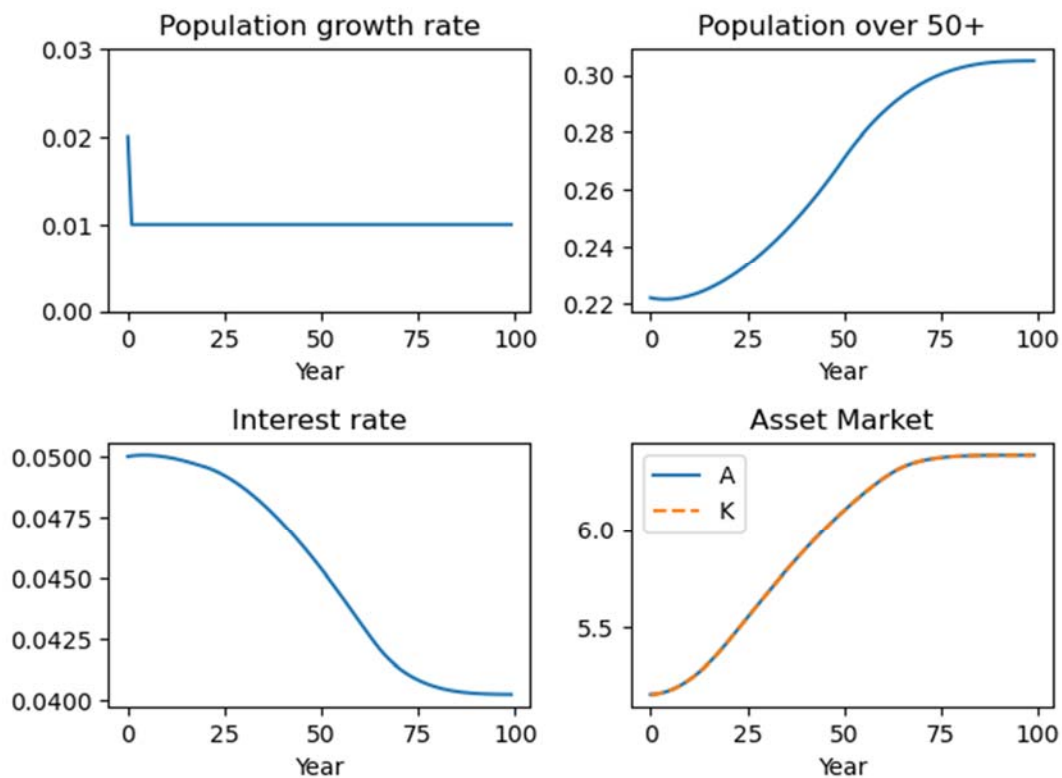 Population growth rate
0.03
0.02
0.01
0.00
0 25 50 75 100
Year
Population over 50+
0.30
0.28
0.26
0.24
0.22
0 25 50 75 100
Year
Interest rate
0.0500
0.0475
0.0450
0.0425
0.0400
0 25 50 75 100
Year
Asset Market
A
K
6.0
5.5
0 25 50 75 100
Year